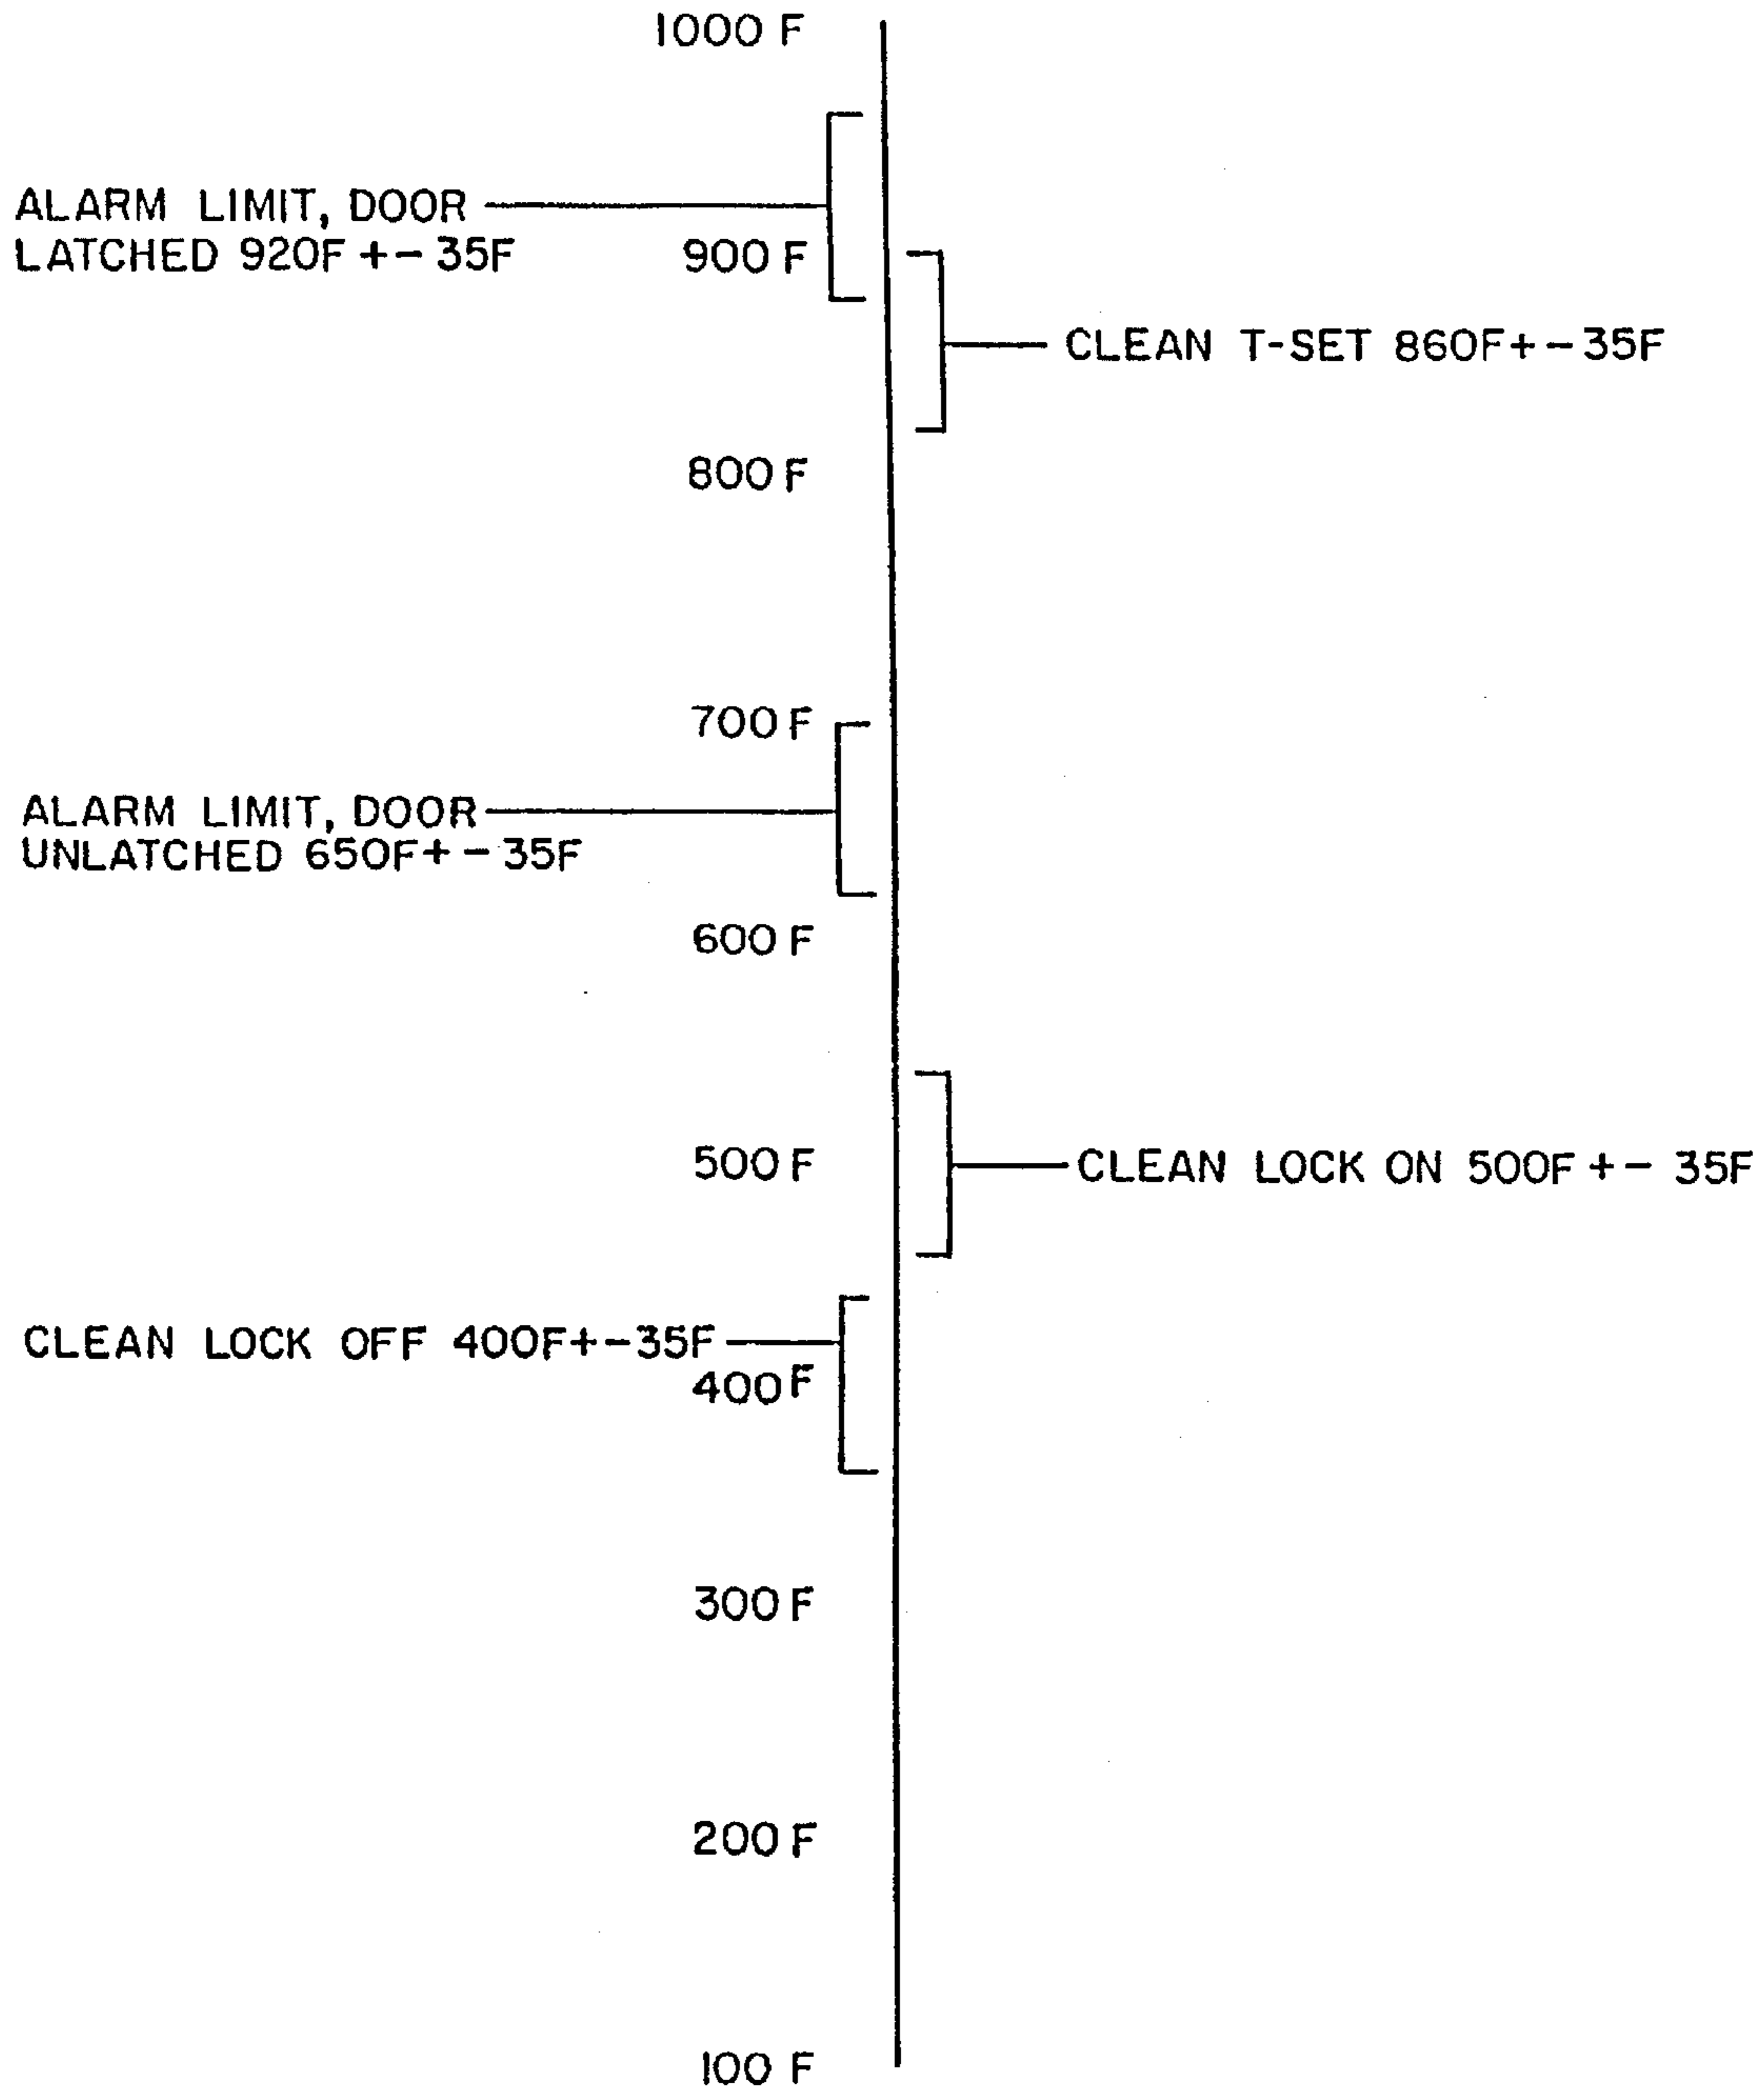 1000 F
ALARM LIMIT, DOOR
LATCHED 920F +- 35F
900 F
CLEAN T-SET 860F+-35F
800 F
700 F
ALARM LIMIT, DOOR
UNLATCHED 650F+-35F
600 F
500 F
CLEAN LOCK ON 500F +- 35F
CLEAN LOCK OFF 400F+-35F
400 F
300 F
200 F
100 F